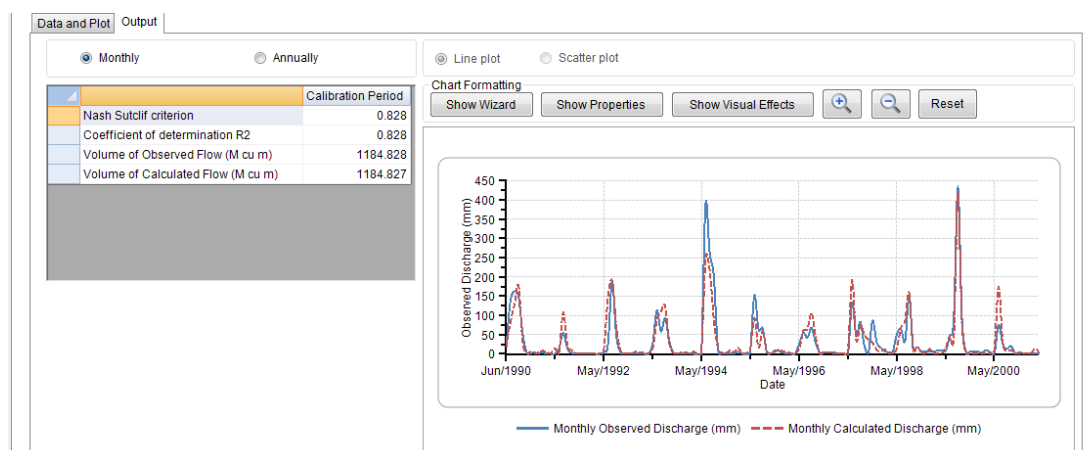 Data and Plot Output
Monthly Annually
Line plot Scatter plot
Calibration Period
Nash Sutclif criterion 0.828
Coefficient of determination R2 0.828
Volume of Observed Flow (M cu m) 1184.828
Volume of Calculated Flow (M cu m) 1184.827
Chart Formatting
Show Wizard Show Properties Show Visual Effects Reset
Observed Discharge (mm)
450
400
350
300
250
200
150
100
50
0
Jun/1990 May/1992 May/1994 May/1996 May/1998 May/2000
Date
Monthly Observed Discharge (mm) Monthly Calculated Discharge (mm)